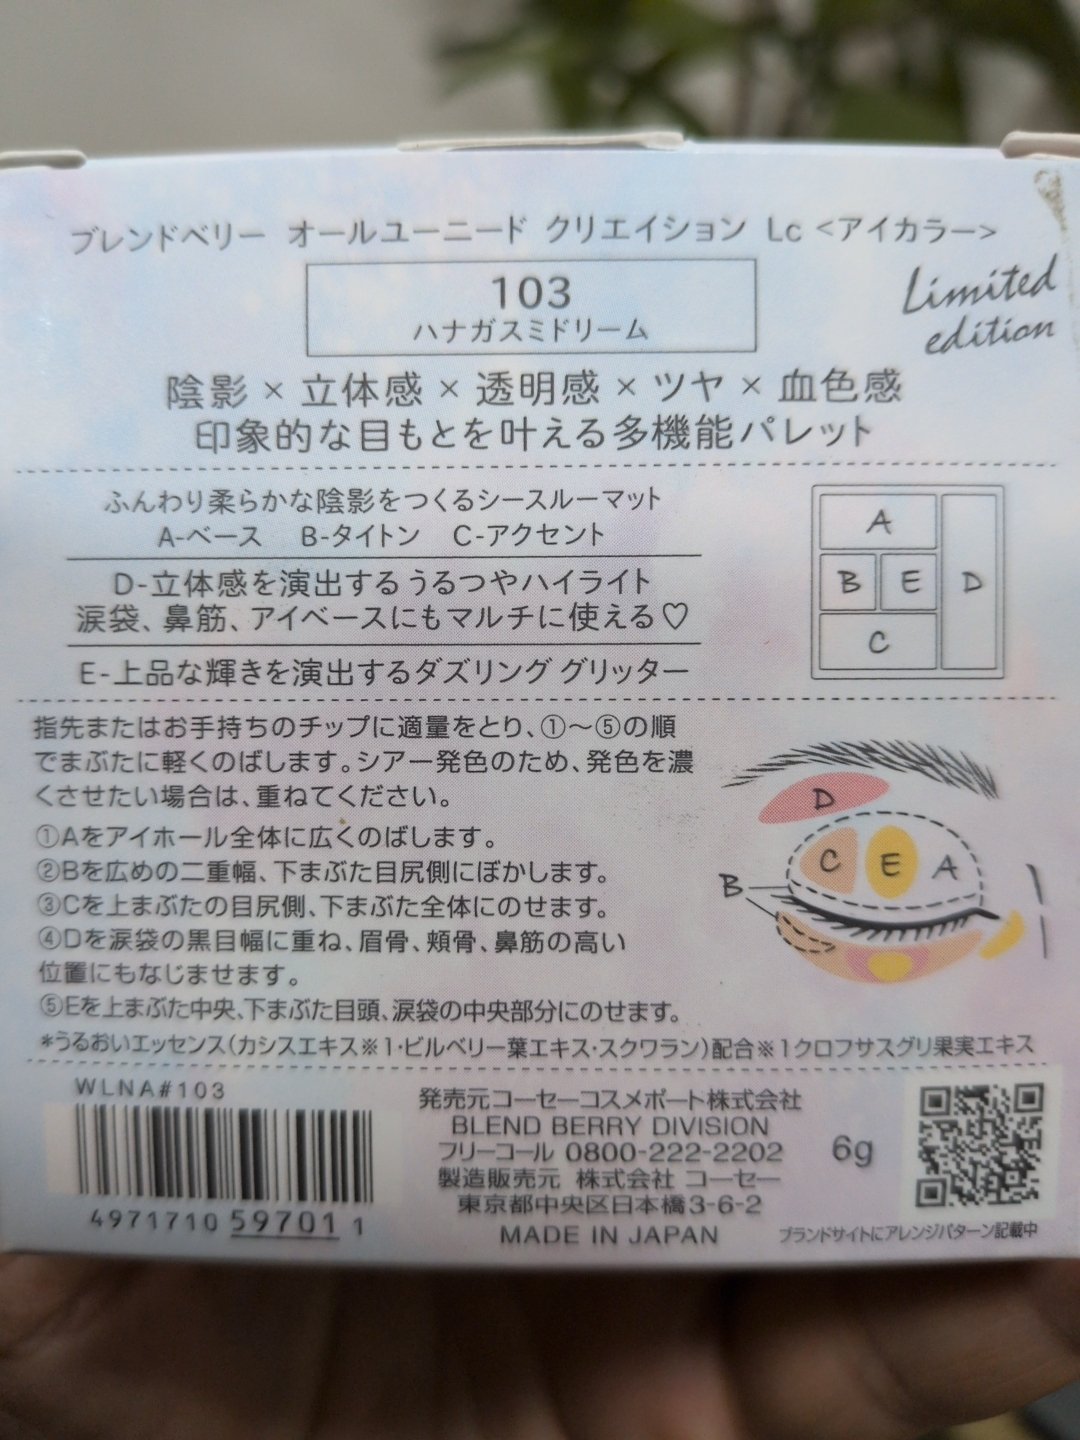 ブレンドベリー オールユーニード クリエイション Lc <アイカラー>
103
ハナガスミドリーム
Limited
edition
陰影 × 立体感 × 透明感 × ツヤ × 血色感
印象的な目もとを叶える多機能パレット
ふんわり柔らかな陰影をつくるシースルーマット
A-ベース B-タイトン C-アクセント
D-立体感を演出するうるつやハイライト
涙袋、鼻筋、アイベースにもマルチに使える♡
E-上品な輝きを演出するダズリング グリッター
A
B E D
C
指先またはお手持ちのチップに適量をとり、①～⑤の順
でまぶたに軽くのばします。シアー発色のため、発色を濃
くさせたい場合は、重ねてください。
①Aをアイホール全体に広くのばします。
②Bを広めの二重幅、下まぶた目尻側にぼかします。
③Cを上まぶたの目尻側、下まぶた全体にのせます。
④Dを涙袋の黒目幅に重ね、眉骨、頬骨、鼻筋の高い
位置にもなじませます。
⑤Eを上まぶた中央、下まぶた目頭、涙袋の中央部分にのせます。
D
C E A
B
*うるおいエッセンス(カシスエキス※1・ビルベリー葉エキス・スクワラン)配合※1クロフサスグリ果実エキス
WLNA#103
4971710 597011
発売元コーセーコスメポート株式会社
BLEND BERRY DIVISION
フリーコール 0800-222-2202
製造販売元 株式会社 コーセー
東京都中央区日本橋3-6-2
MADE IN JAPAN
6g
ブランドサイトにアレンジパターン記載中